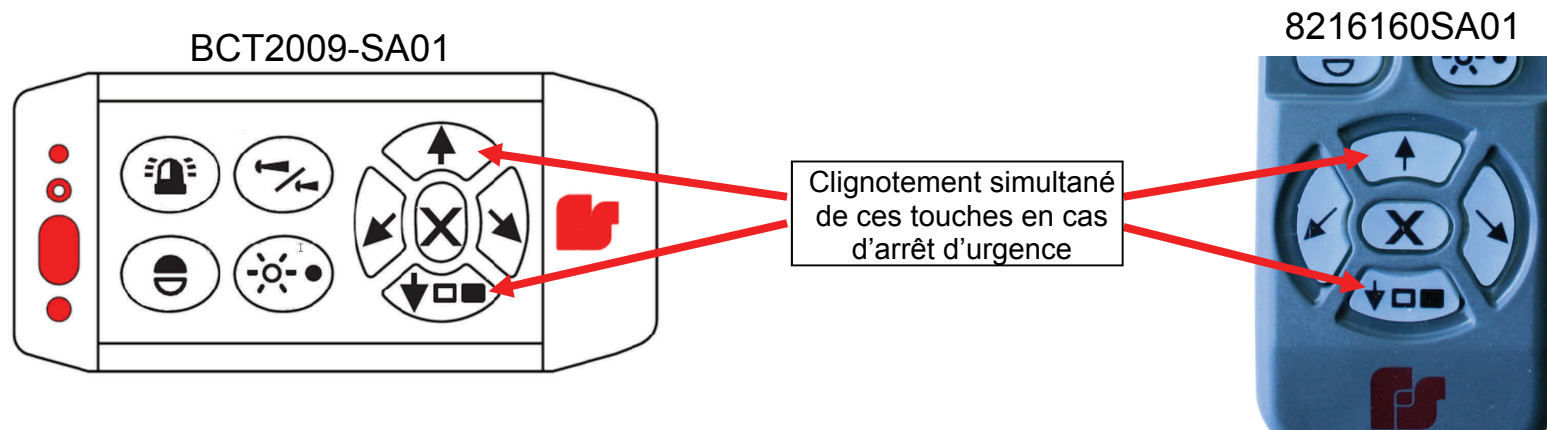 BCT2009-SA01
8216160SA01
Clignotement simultané
de ces touches en cas
d'arrêt d'urgence
X
X